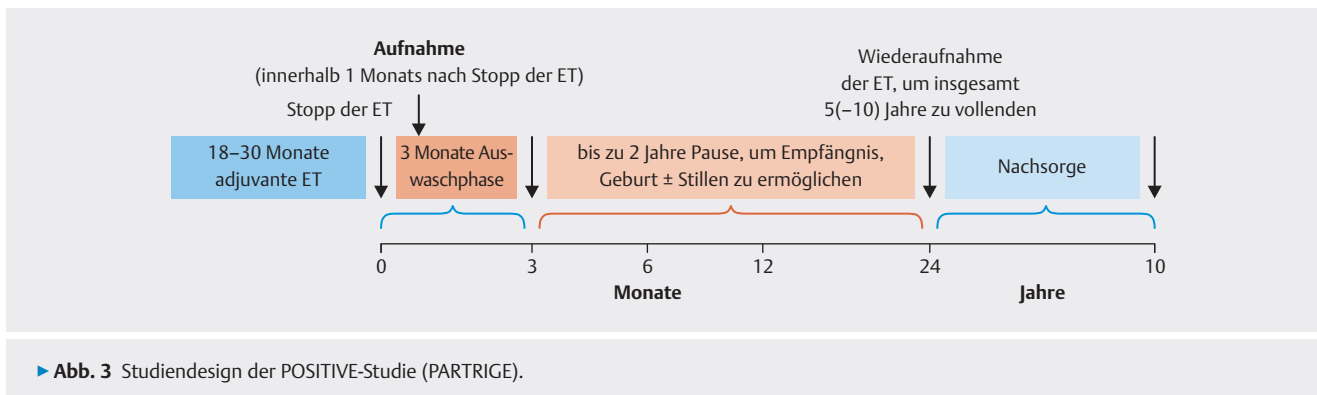 Aufnahme
(innerhalb 1 Monats nach Stopp der ET)
Stopp der ET
Wiederaufnahme
der ET, um insgesamt
5(–10) Jahre zu vollenden
18–30 Monate
adjuvante ET
3 Monate Aus-
waschphase
bis zu 2 Jahre Pause, um Empfängnis,
Geburt ± Stillen zu ermöglichen
Nachsorge
0 3 6 12 24 10
Monate Jahre
▶ Abb. 3 Studiendesign der POSITIVE-Studie (PARTRIGE).